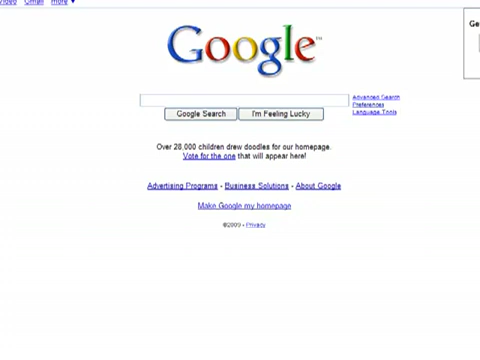 Video Gmail more ▼
Ge
Google™
Advanced Search
Preferences
Language Tools
Google Search I'm Feeling Lucky
Over 28,000 children drew doodles for our homepage.
Vote for the one that will appear here!
Advertising Programs - Business Solutions - About Google
Make Google my homepage
©2009 - Privacy